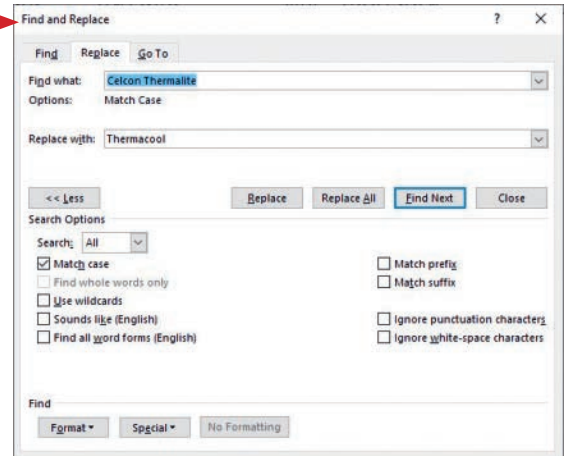 Find and Replace ? ×
Find Replace Go To
Find what: Celcon Thermalite
Options: Match Case
Replace with: Thermacool
<< Less Replace Replace All Find Next Close
Search Options
Search: All
Match case Match prefix
Find whole words only Match suffix
Use wildcards
Sounds like (English) Ignore punctuation characters
Find all word forms (English) Ignore white-space characters
Find
Format Special No Formatting